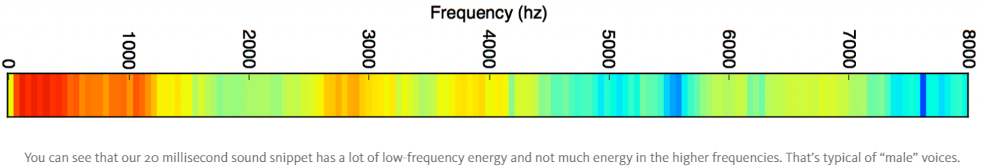 Frequency (hz)
0 1000 2000 3000 4000 5000 6000 7000 8000
You can see that our 20 millisecond sound snippet has a lot of low-frequency energy and not much energy in the higher frequencies. That’s typical of “male” voices.